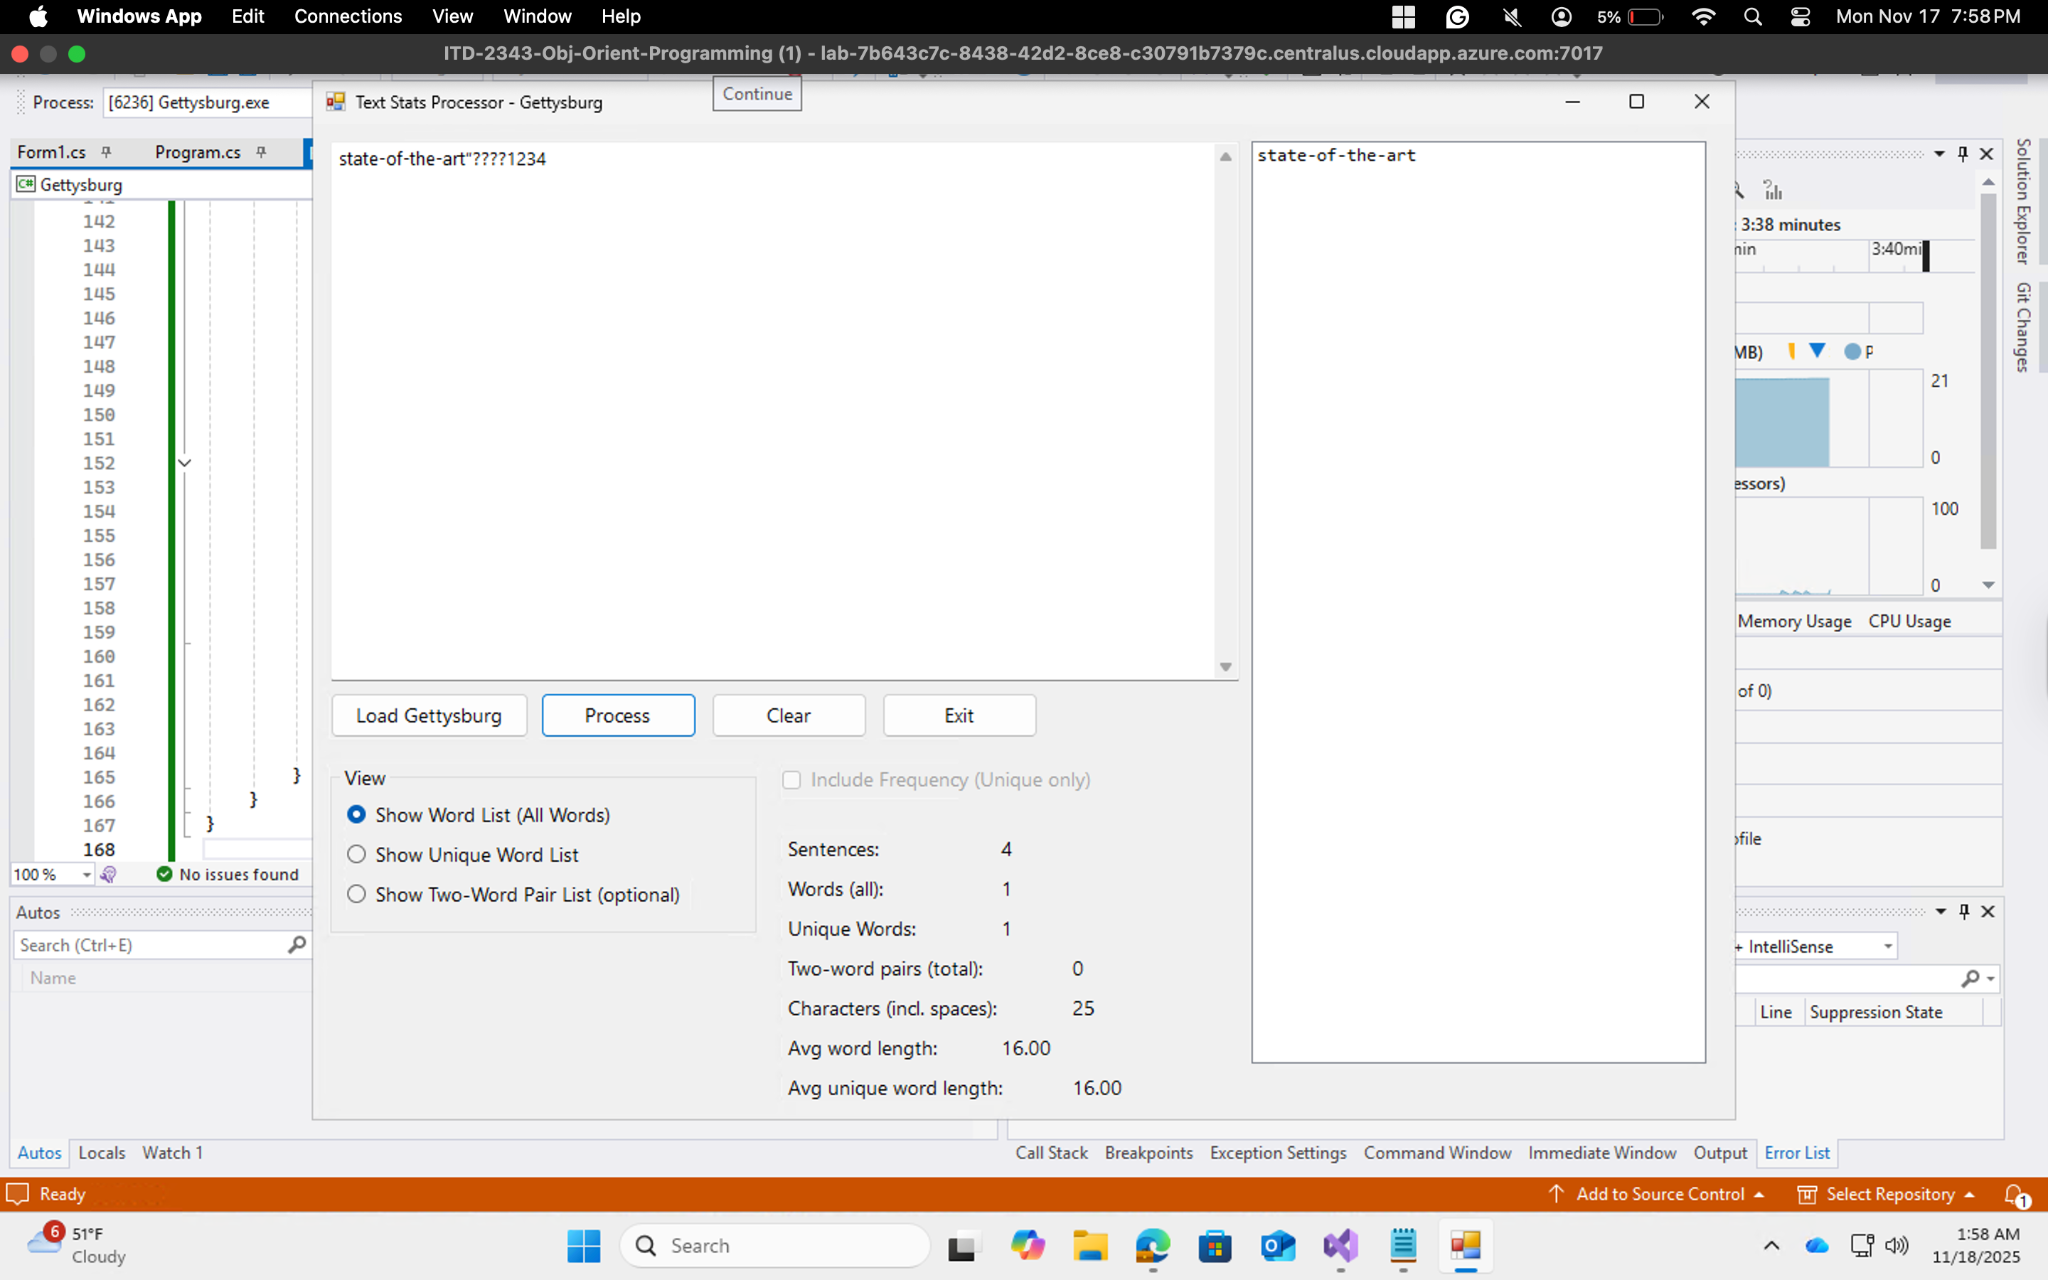 Windows App Edit Connections View Window Help 5% Mon Nov 17 7:58 PM
ITD-2343-Obj-Orient-Programming (1) - lab-7b643c7c-8438-42d2-8ce8-c30791b7379c.centralus.cloudapp.azure.com:7017
Process: [6236] Gettysburg.exe
Text Stats Processor - Gettysburg
Continue
Form1.cs Program.cs
C# Gettysburg
state-of-the-art"????1234
state-of-the-art
142
143
144
145
146
147
148
149
150
151
152
153
154
155
156
157
158
159
160
161
162
163
164
165 }
166 }
167 }
168
100 % No issues found
Load Gettysburg Process Clear Exit
View
Show Word List (All Words)
Show Unique Word List
Show Two-Word Pair List (optional)
Include Frequency (Unique only)
Sentences: 4
Words (all): 1
Unique Words: 1
Two-word pairs (total): 0
Characters (incl. spaces): 25
Avg word length: 16.00
Avg unique word length: 16.00
3:38 minutes
min 3:40mi
MB) P
21
0
essors)
100
0
Memory Usage CPU Usage
of 0)
ofile
+ IntelliSense
Line Suppression State
Solution Explorer
Git Changes
Autos
Search (Ctrl+E)
Name
Autos Locals Watch 1
Call Stack Breakpoints Exception Settings Command Window Immediate Window Output Error List
Ready
Add to Source Control Select Repository 1
6 51°F
Cloudy
Search
1:58 AM
11/18/2025